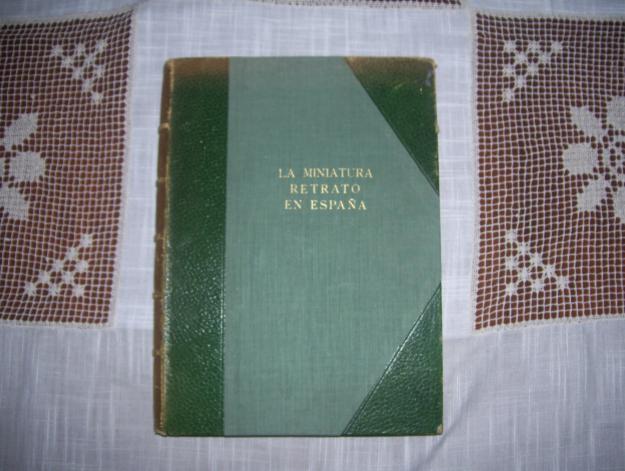 LA MINIATURA
RETRATO
EN ESPAÑA